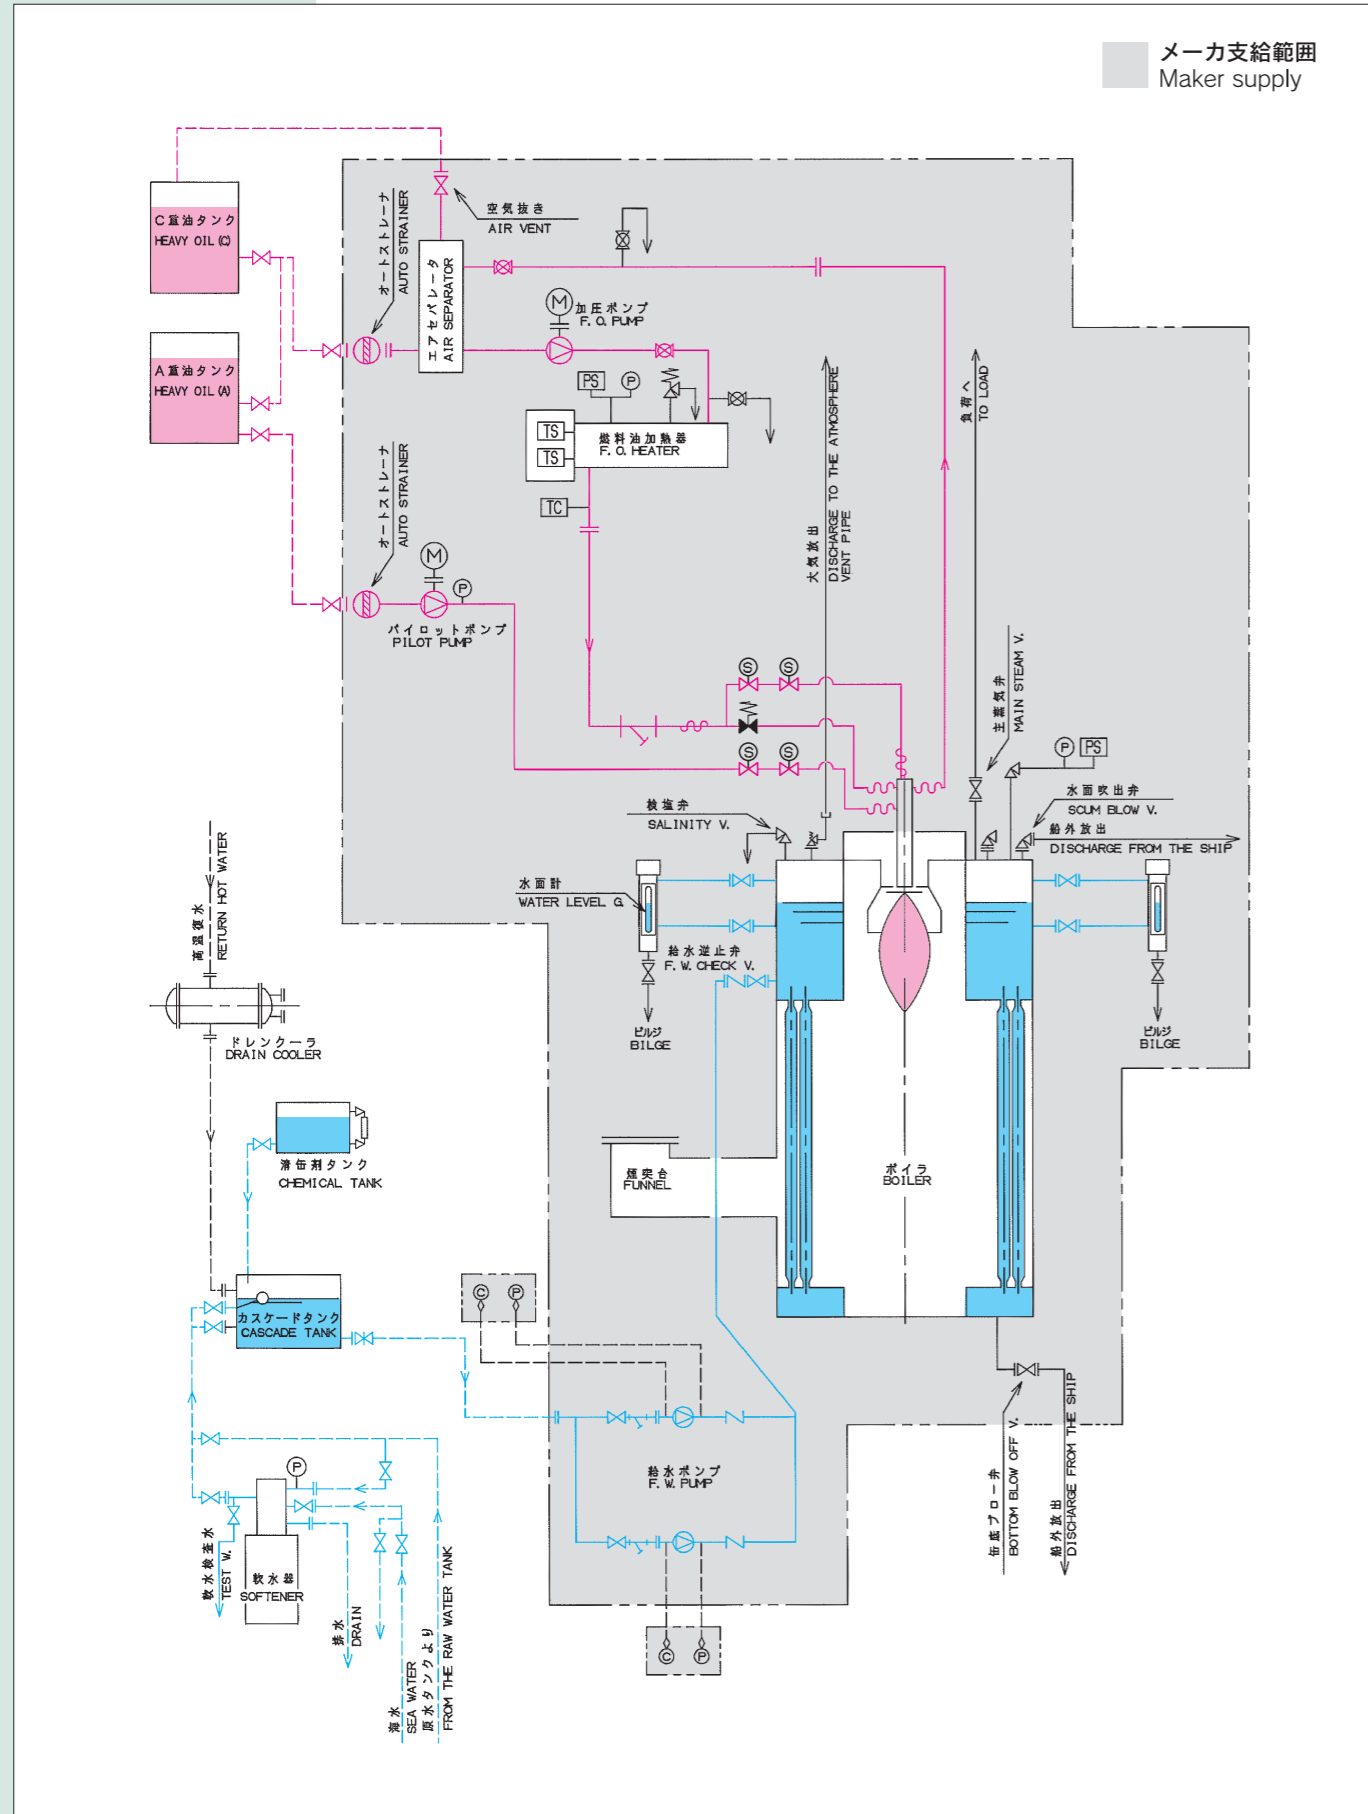 メーカ支給範囲
Maker supply
C重油タンク
HEAVY OIL (C)
A重油タンク
HEAVY OIL (A)
オートストレーナ
AUTO STRAINER
空気抜き
AIR VENT
エアセパレータ
AIR SEPARATOR
M
加圧ポンプ
F. O. PUMP
PS
P
TS
TS
燃料油加熱器
F. O. HEATER
TC
オートストレーナ
AUTO STRAINER
M
P
パイロットポンプ
PILOT PUMP
大気放出
DISCHARGE TO THE ATMOSPHERE
VENT PIPE
負荷へ
TO LOAD
主蒸気弁
MAIN STEAM V.
S
S
S
S
P
PS
水面吹出弁
SCUM BLOW V.
船外放出
DISCHARGE FROM THE SHIP
検塩弁
SALINITY V.
水面計
WATER LEVEL G.
給水逆止弁
F. W. CHECK V.
ビルジ
BILGE
ビルジ
BILGE
高温復水
RETURN HOT WATER
ドレンクーラ
DRAIN COOLER
清缶剤タンク
CHEMICAL TANK
煙突台
FUNNEL
ボイラ
BOILER
カスケードタンク
CASCADE TANK
C
P
給水ポンプ
F. W. PUMP
C
P
缶底ブロー弁
BOTTOM BLOW OFF V.
船外放出
DISCHARGE FROM THE SHIP
P
軟水器
SOFTENER
軟水検査水
TEST W.
排水
DRAIN
海水
SEA WATER
原水タンクより
FROM THE RAW WATER TANK